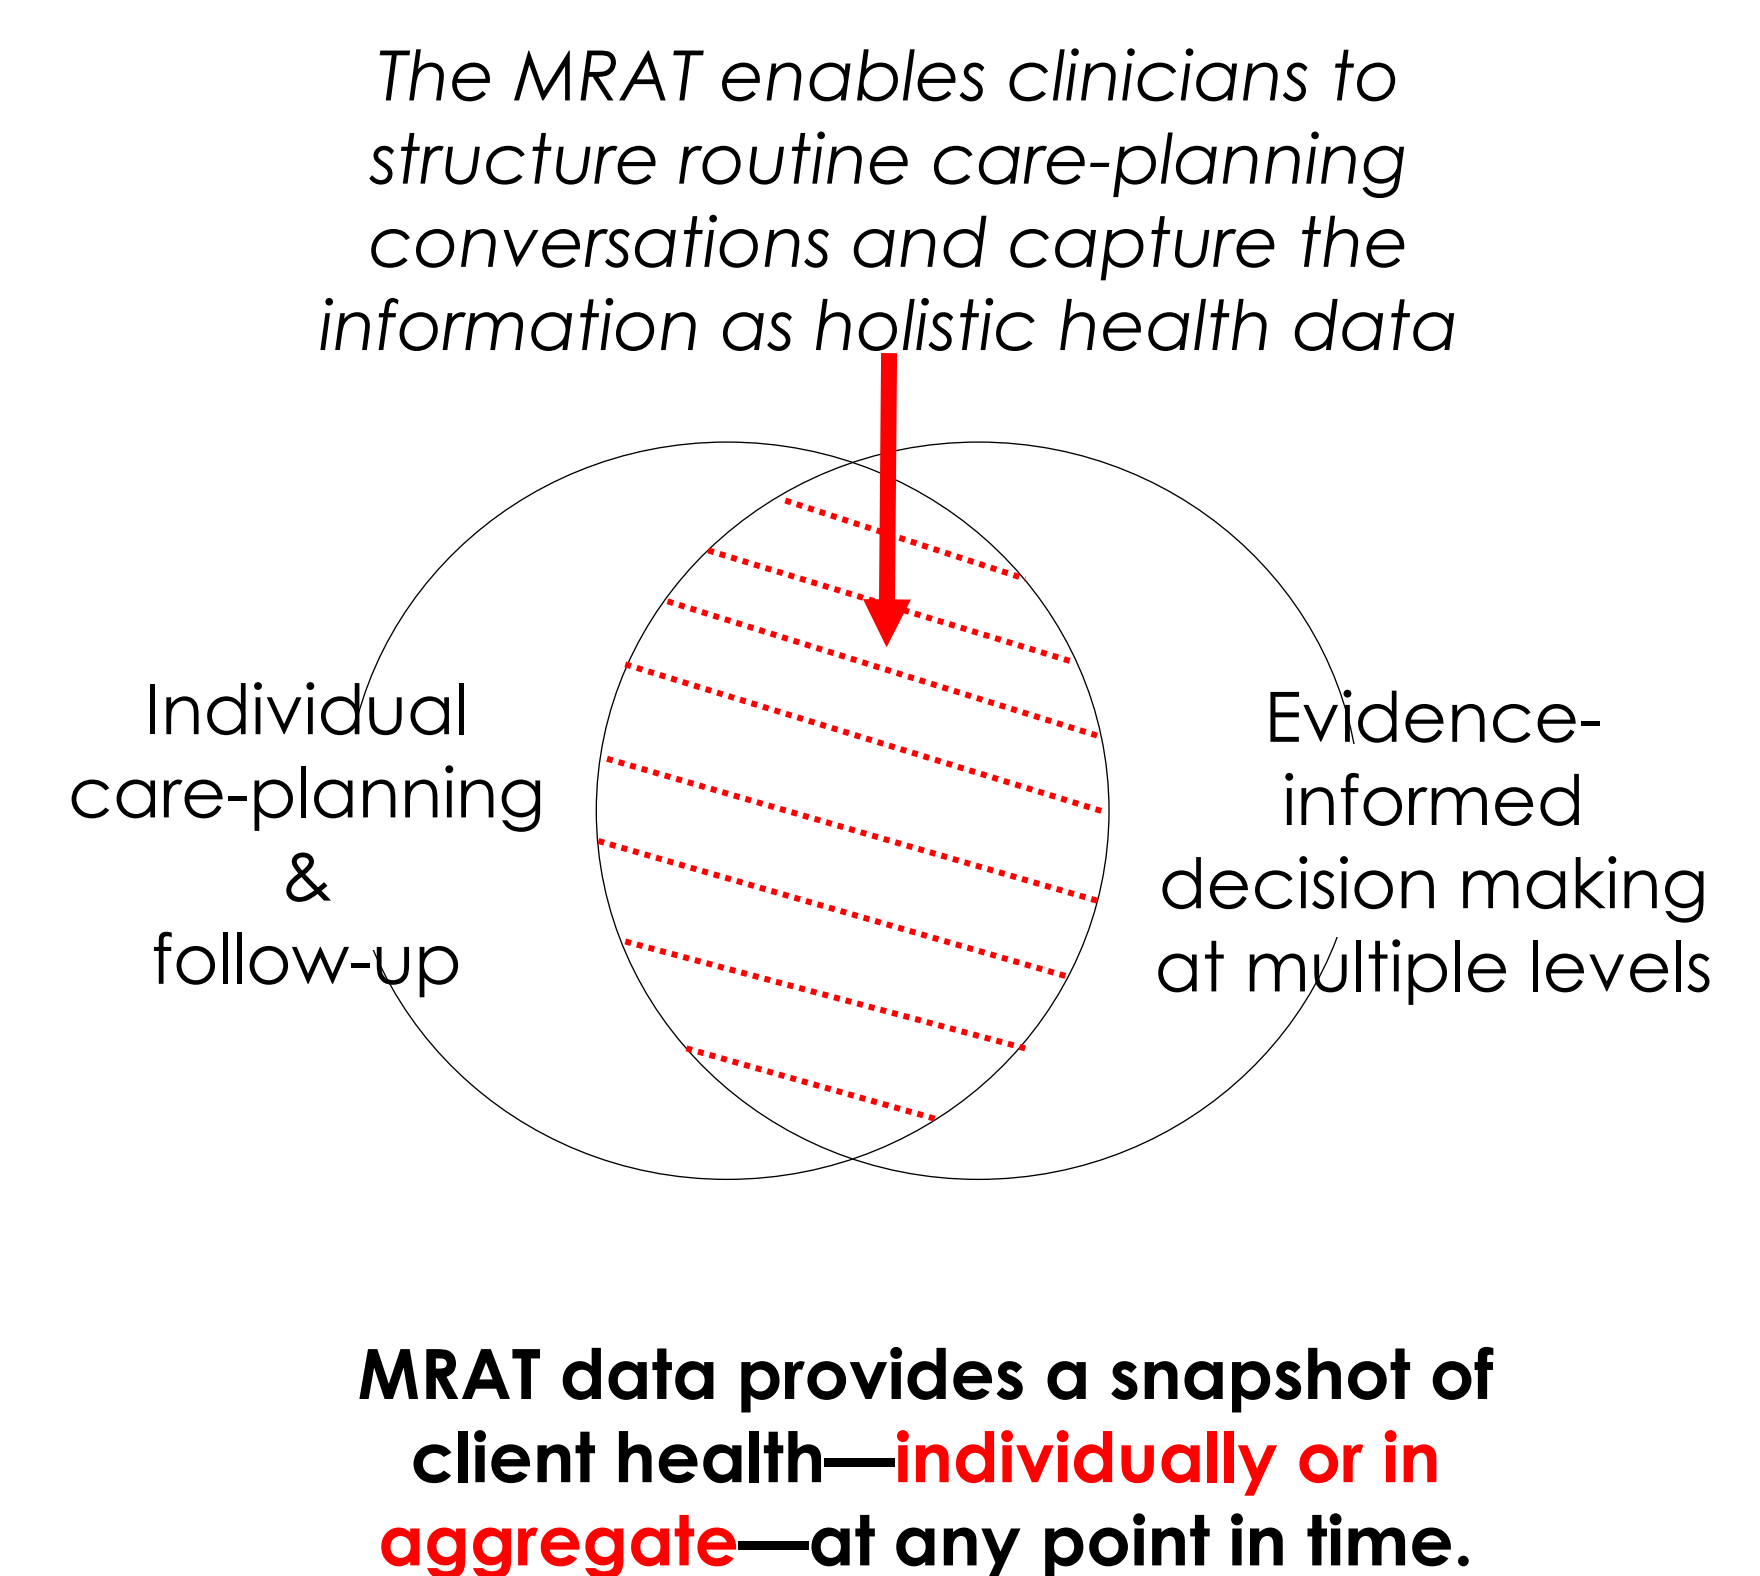 The MRAT enables clinicians to
structure routine care-planning
conversations and capture the
information as holistic health data
Individual
care-planning
&
follow-up
Evidence-
informed
decision making
at multiple levels
MRAT data provides a snapshot of
client health—individually or in
aggregate—at any point in time.